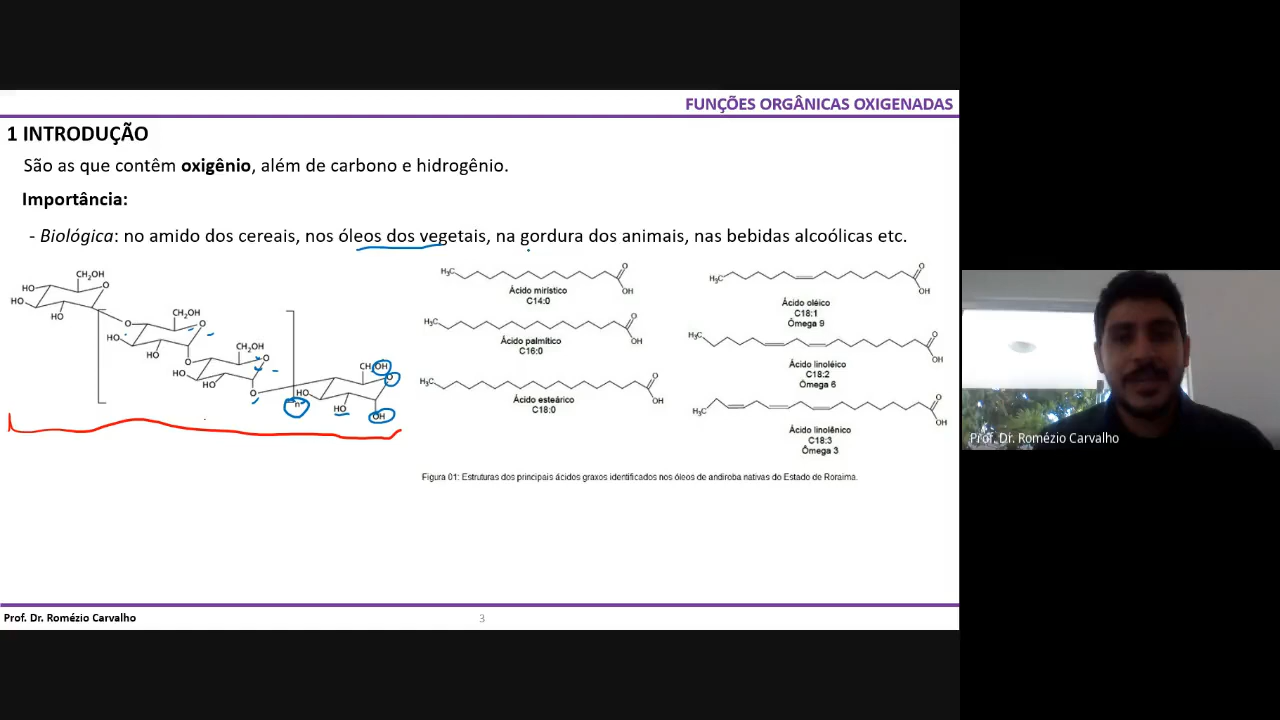 FUNÇÕES ORGÂNICAS OXIGENADAS
1 INTRODUÇÃO
São as que contêm oxigênio, além de carbono e hidrogênio.
Importância:
- Biológica: no amido dos cereais, nos óleos dos vegetais, na gordura dos animais, nas bebidas alcoólicas etc.
CH₂OH
O
HO
HO
OH
CH₂OH
O
O
HO
HO
CH₂OH
O
O
HO
HO
O
n
CH₂OH
O
HO
HO
OH
H₃C
O
OH
Ácido mirístico
C14:0
H₃C
O
OH
Ácido palmítico
C16:0
H₃C
O
OH
Ácido esteárico
C18:0
H₃C
O
OH
Ácido oléico
C18:1
Ômega 9
H₃C
O
OH
Ácido linoléico
C18:2
Ômega 6
H₃C
O
OH
Ácido linolênico
C18:3
Ômega 3
Figura 01: Estruturas dos principais ácidos graxos identificados nos óleos de andiroba nativas do Estado de Roraima.
Prof. Dr. Romézio Carvalho
3
Prof. Dr. Romézio Carvalho